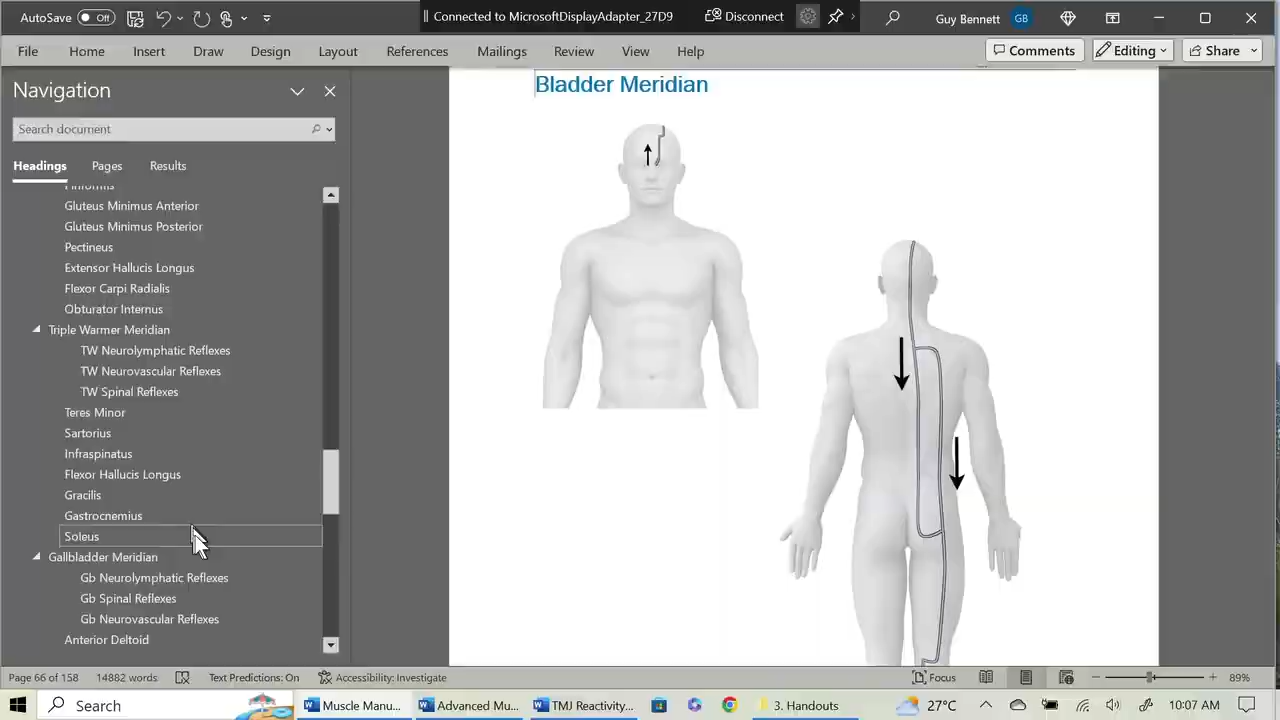 AutoSave Off
Connected to MicrosoftDisplayAdapter_27D9
Disconnect
Guy Bennett GB
File Home Insert Draw Design Layout References Mailings Review View Help
Comments Editing Share
Navigation
Search document
Headings Pages Results
Piriformis
Gluteus Minimus Anterior
Gluteus Minimus Posterior
Pectineus
Extensor Hallucis Longus
Flexor Carpi Radialis
Obturator Internus
Triple Warmer Meridian
TW Neurolymphatic Reflexes
TW Neurovascular Reflexes
TW Spinal Reflexes
Teres Minor
Sartorius
Infraspinatus
Flexor Hallucis Longus
Gracilis
Gastrocnemius
Soleus
Gallbladder Meridian
Gb Neurolymphatic Reflexes
Gb Spinal Reflexes
Gb Neurovascular Reflexes
Anterior Deltoid
Bladder Meridian
Page 66 of 158 14882 words Text Predictions: On Accessibility: Investigate Focus 89%
Search Muscle Manu... Advanced Mu... TMJ Reactivity... 3. Handouts 27°C 10:07 AM